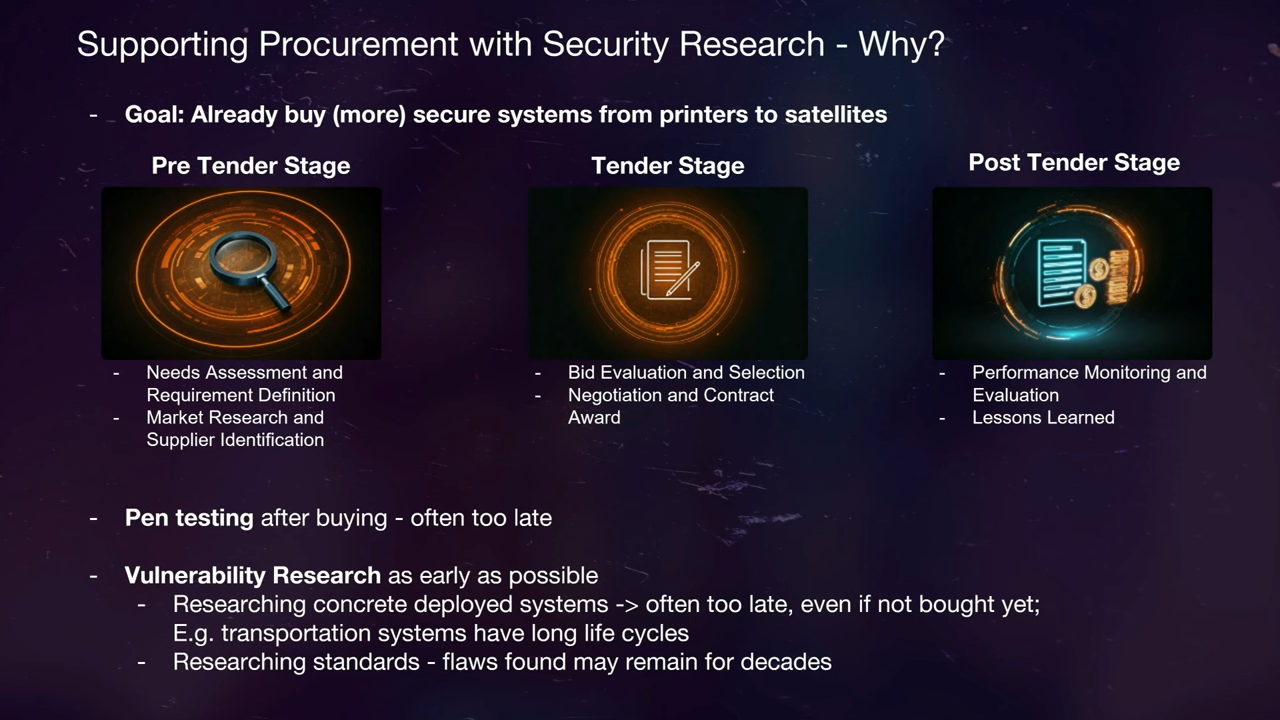 Supporting Procurement with Security Research - Why?
- Goal: Already buy (more) secure systems from printers to satellites
Pre Tender Stage
- Needs Assessment and
Requirement Definition
- Market Research and
Supplier Identification
Tender Stage
- Bid Evaluation and Selection
- Negotiation and Contract
Award
Post Tender Stage
- Performance Monitoring and
Evaluation
- Lessons Learned
- Pen testing after buying - often too late
- Vulnerability Research as early as possible
- Researching concrete deployed systems -> often too late, even if not bought yet;
E.g. transportation systems have long life cycles
- Researching standards - flaws found may remain for decades